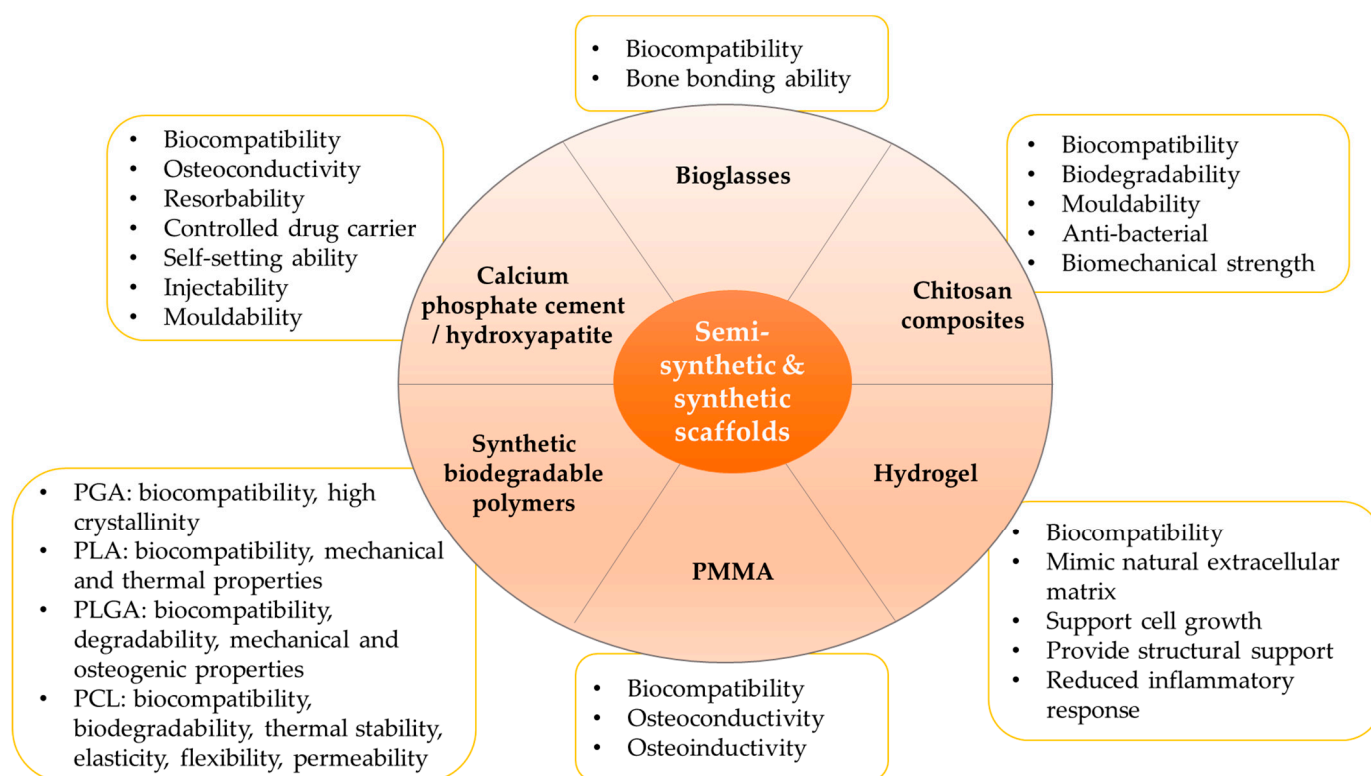 • Biocompatibility
• Bone bonding ability
• Biocompatibility
• Osteoconductivity
• Resorbability
• Controlled drug carrier
• Self-setting ability
• Injectability
• Mouldability
• Biocompatibility
• Biodegradability
• Mouldability
• Anti-bacterial
• Biomechanical strength
Bioglasses
Calcium
phosphate cement
/ hydroxyapatite
Chitosan
composites
Semi-
synthetic &
synthetic
scaffolds
Synthetic
biodegradable
polymers
Hydrogel
PMMA
• PGA: biocompatibility, high
crystallinity
• PLA: biocompatibility, mechanical
and thermal properties
• PLGA: biocompatibility,
degradability, mechanical and
osteogenic properties
• PCL: biocompatibility,
biodegradability, thermal stability,
elasticity, flexibility, permeability
• Biocompatibility
• Osteoconductivity
• Osteoinductivity
• Biocompatibility
• Mimic natural extracellular
matrix
• Support cell growth
• Provide structural support
• Reduced inflammatory
response